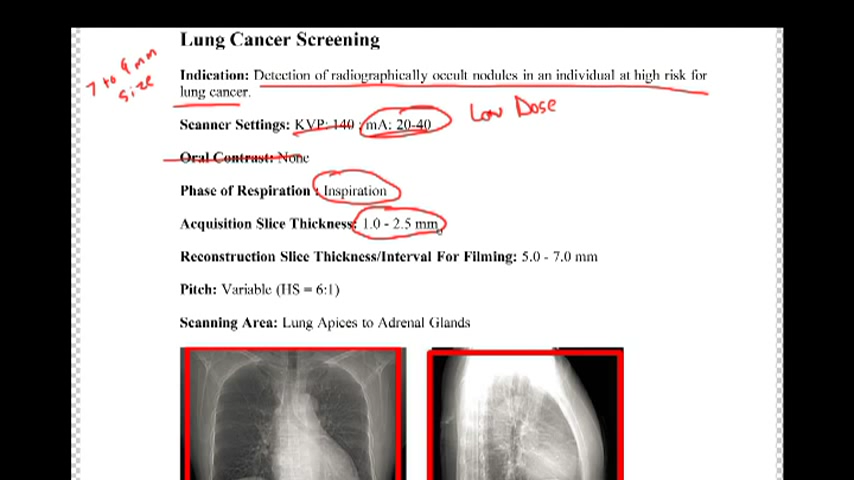 Lung Cancer Screening
7 to 9 mm
size
Indication: Detection of radiographically occult nodules in an individual at high risk for
lung cancer.
Low Dose
Scanner Settings: KVP: 140 ; mA: 20-40
Oral Contrast: None
Phase of Respiration : Inspiration
Acquisition Slice Thickness: 1.0 - 2.5 mm
Reconstruction Slice Thickness/Interval For Filming: 5.0 - 7.0 mm
Pitch: Variable (HS = 6:1)
Scanning Area: Lung Apices to Adrenal Glands